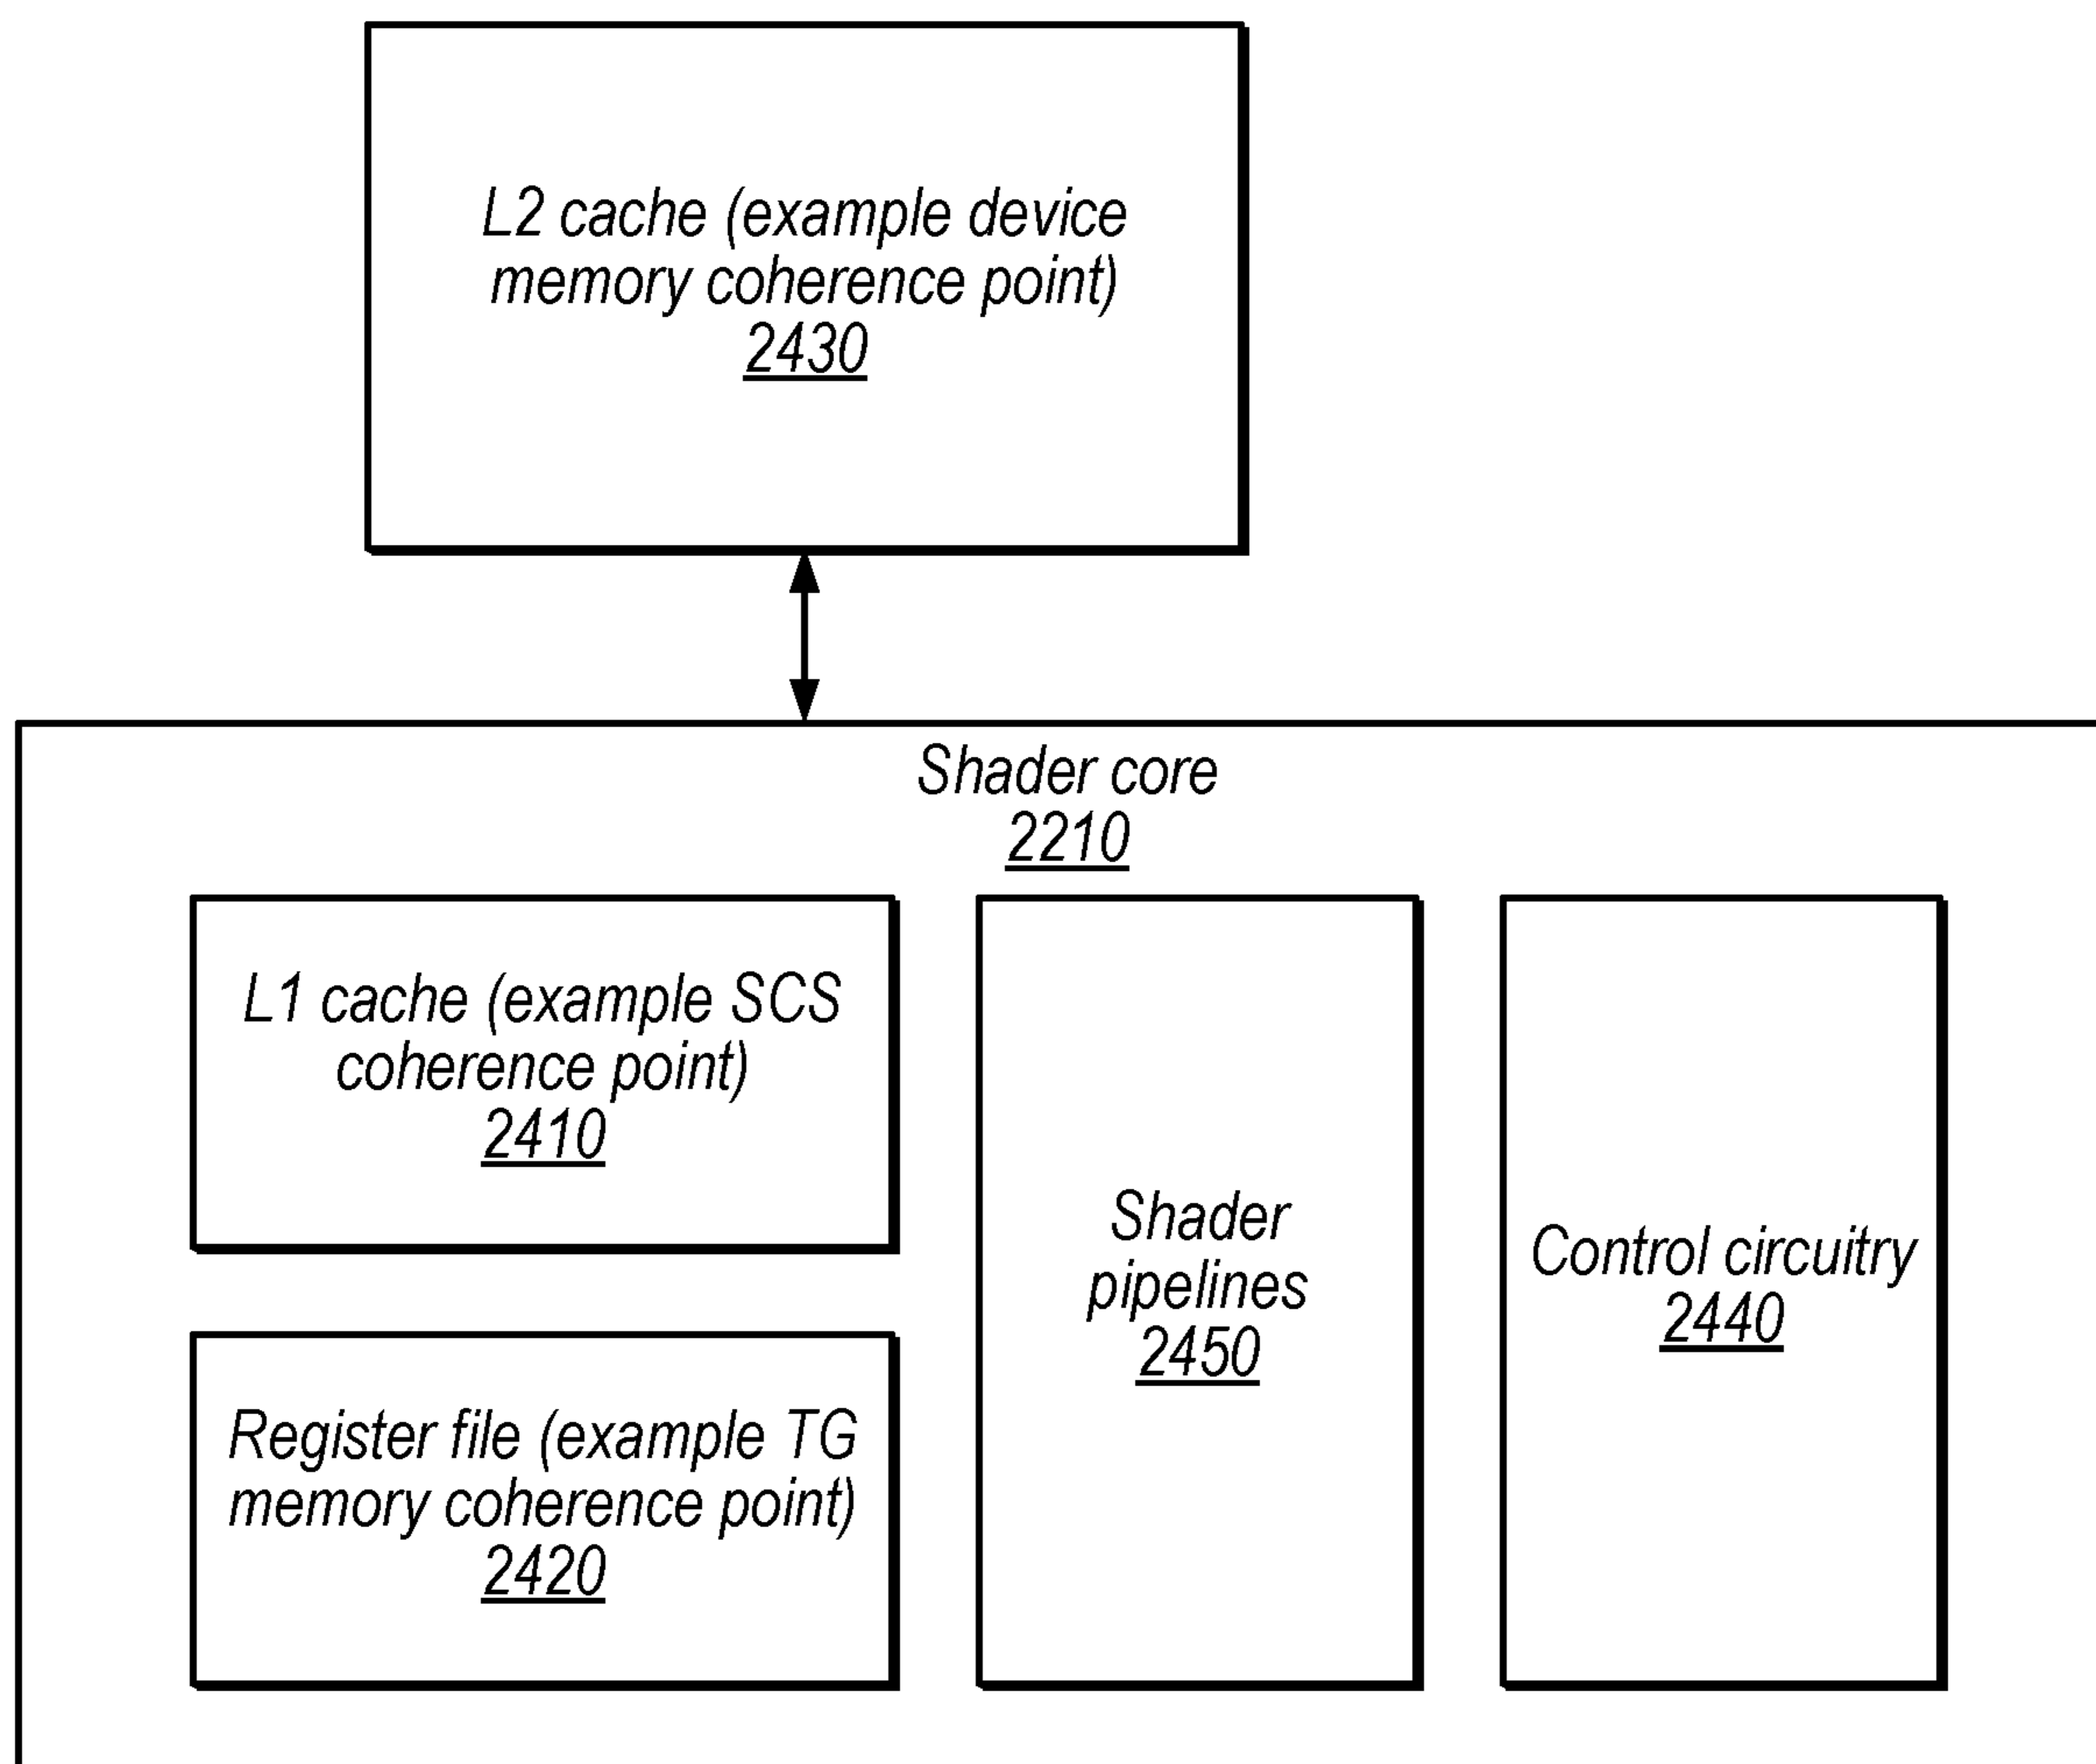 L2 cache (example device
memory coherence point)
2430
Shader core
2210
L1 cache (example SCS
coherence point)
2410
Register file (example TG
memory coherence point)
2420
Shader
pipelines
2450
Control circuitry
2440